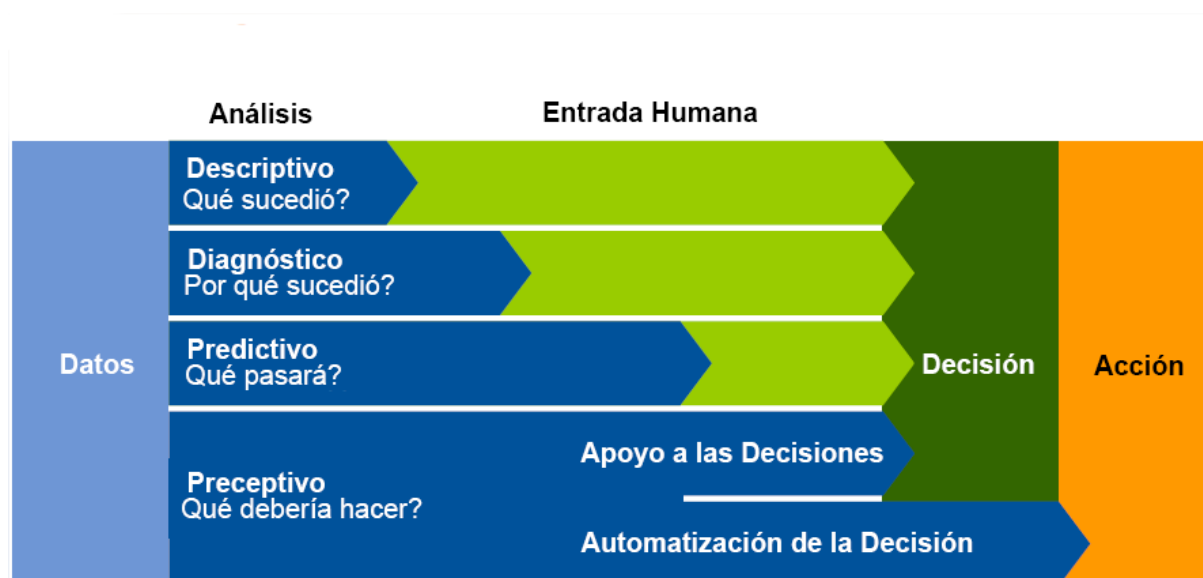 Análisis
Entrada Humana
Descriptivo
Qué sucedió?
Diagnóstico
Por qué sucedió?
Predictivo
Qué pasará?
Datos
Decisión
Acción
Apoyo a las Decisiones
Preceptivo
Qué debería hacer?
Automatización de la Decisión